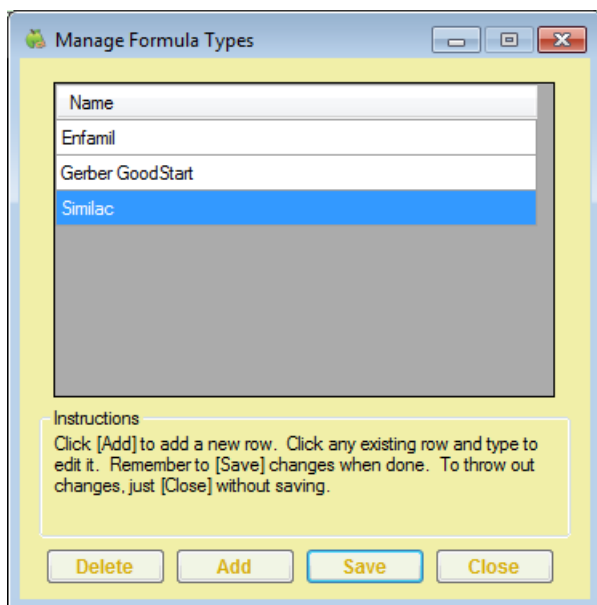 Manage Formula Types
Name
Enfamil
Gerber GoodStart
Similac
Instructions
Click [Add] to add a new row.  Click any existing row and type to
edit it.  Remember to [Save] changes when done.  To throw out
changes, just [Close] without saving.
Delete Add Save Close